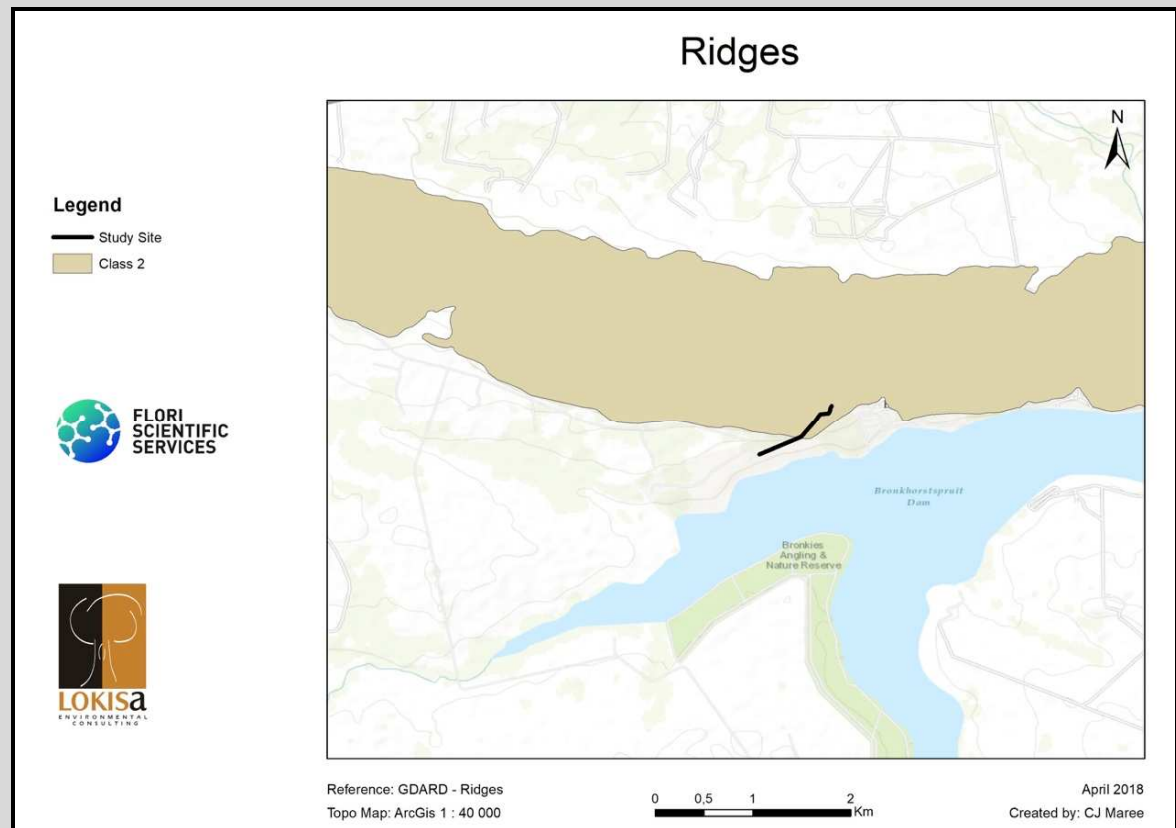 Ridges
N
Legend
Study Site
Class 2
FLORI
SCIENTIFIC
SERVICES
Bronkhorstspruit
Dam
Bronkies
Angling &
Nature Reserve
LOKISa
ENVIRONMENTAL
CONSULTING
Reference: GDARD - Ridges
Topo Map: ArcGis 1 : 40 000
0 0,5 1 2
Km
April 2018
Created by: CJ Maree